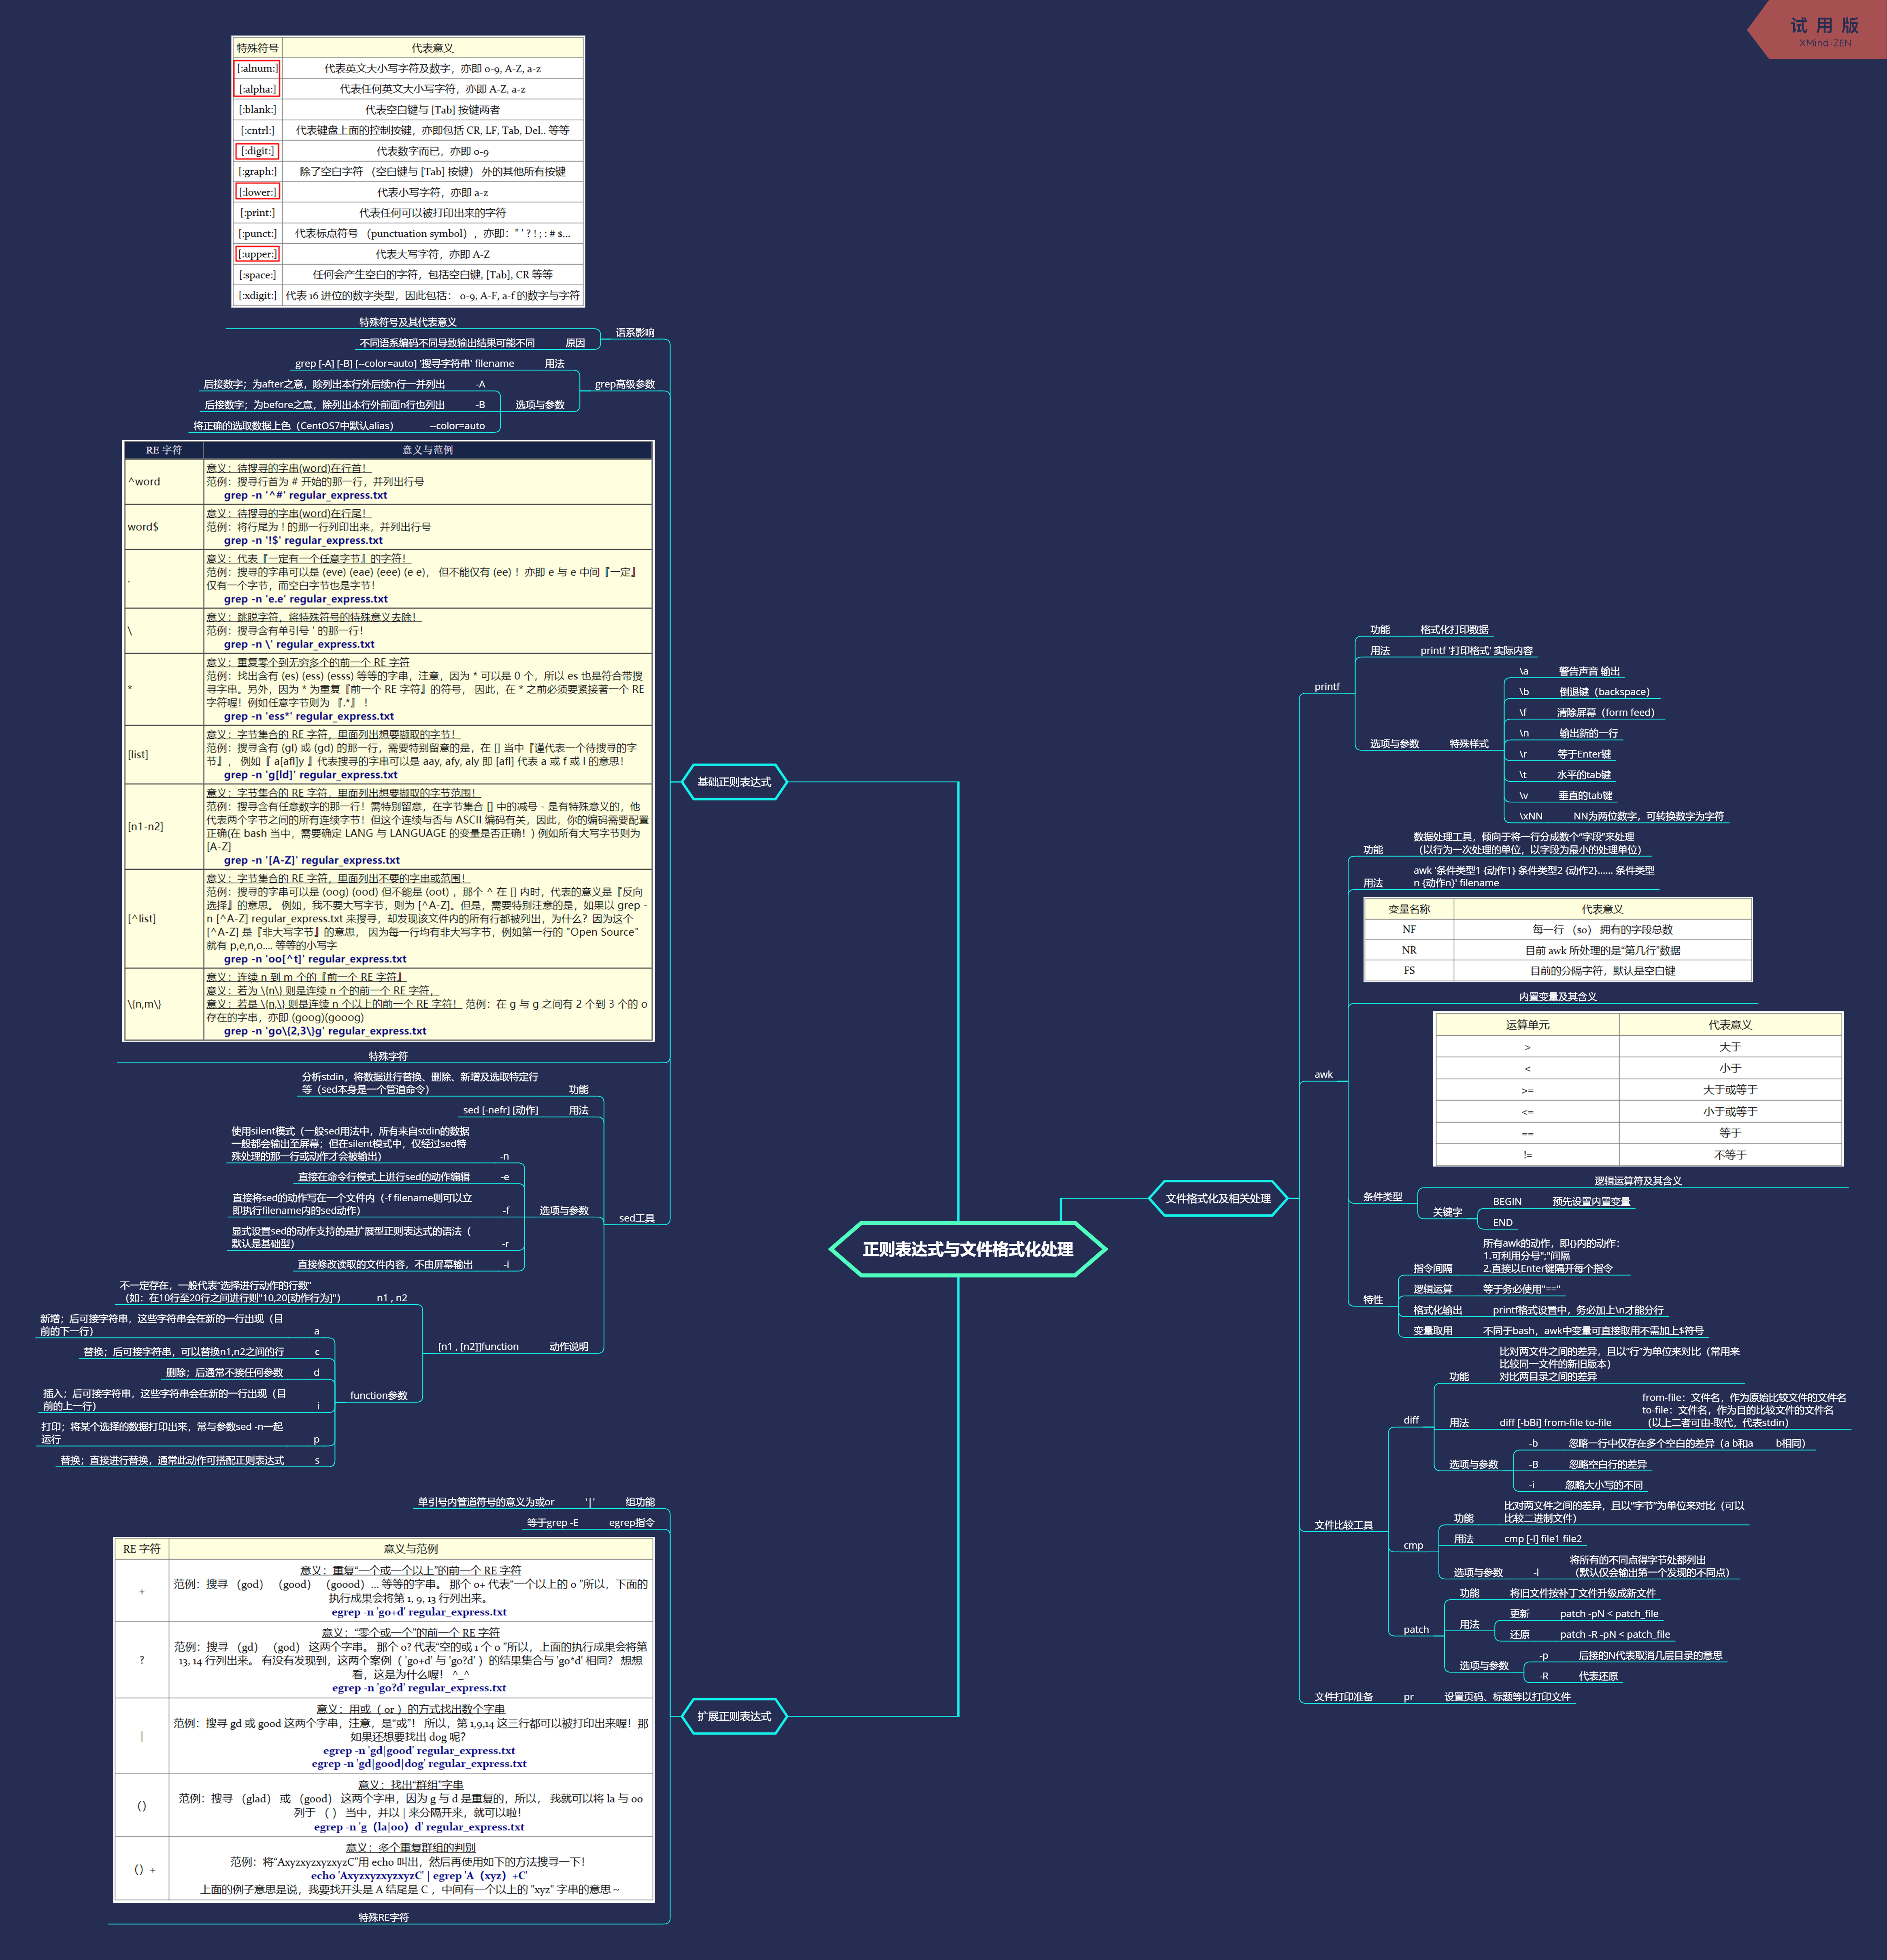 试 用 版
XMind:ZEN
正则表达式与文件格式化处理
基础正则表达式
语系影响
特殊符号 代表意义
[:alnum:] 代表英文大小写字符及数字，亦即 0-9, A-Z, a-z
[:alpha:] 代表任何英文大小写字符，亦即 A-Z, a-z
[:blank:] 代表空白键与 [Tab] 按键两者
[:cntrl:] 代表键盘上面的控制按键，亦即包括 CR, LF, Tab, Del.. 等等
[:digit:] 代表数字而已，亦即 0-9
[:graph:] 除了空白字符 （空白键与 [Tab] 按键） 外的其他所有按键
[:lower:] 代表小写字符，亦即 a-z
[:print:] 代表任何可以被打印出来的字符
[:punct:] 代表标点符号 （punctuation symbol），亦即：" ' ? ! ; : # $...
[:upper:] 代表大写字符，亦即 A-Z
[:space:] 任何会产生空白的字符，包括空白键, [Tab], CR 等等
[:xdigit:] 代表 16 进位的数字类型，因此包括： 0-9, A-F, a-f 的数字与字符
特殊符号及其代表意义
不同语系编码不同导致输出结果可能不同 原因
grep高级参数
grep [-A] [-B] [--color=auto] '搜寻字符串' filename 用法
选项与参数
后接数字；为after之意，除列出本行外后续n行一并列出 -A
后接数字；为before之意，除列出本行外前面n行也列出 -B
将正确的选取数据上色（CentOS7中默认alias） --color=auto
RE 字符 意义与范例
^word
意义：待搜寻的字串(word)在行首！
范例：搜寻行首为 # 开始的那一行，并列出行号
grep -n '^#' regular_express.txt
word$
意义：待搜寻的字串(word)在行尾！
范例：将行尾为 ! 的那一行列印出来，并列出行号
grep -n '!$' regular_express.txt
.
意义：代表『一定有一个任意字节』的字符！
范例：搜寻的字串可以是 (eve) (eae) (eee) (e e)， 但不能仅有 (ee) ！亦即 e 与 e 中间『一定』
仅有一个字节，而空白字节也是字节！
grep -n 'e.e' regular_express.txt
\
意义：跳脱字符，将特殊符号的特殊意义去除！
范例：搜寻含有单引号 ' 的那一行！
grep -n \' regular_express.txt
*
意义：重复零个到无穷多个的前一个 RE 字符
范例：找出含有 (es) (ess) (esss) 等等的字串，注意，因为 * 可以是 0 个，所以 es 也是符合带搜
寻字串。另外，因为 * 为重复『前一个 RE 字符』的符号， 因此，在 * 之前必须要紧接著一个 RE
字符喔！例如任意字节则为 『.*』 ！
grep -n 'ess*' regular_express.txt
[list]
意义：字节集合的 RE 字符，里面列出想要撷取的字节！
范例：搜寻含有 (gl) 或 (gd) 的那一行，需要特别留意的是，在 [] 当中『谨代表一个待搜寻的字
节』， 例如『 a[afl]y 』代表搜寻的字串可以是 aay, afy, aly 即 [afl] 代表 a 或 f 或 l 的意思！
grep -n 'g[ld]' regular_express.txt
[n1-n2]
意义：字节集合的 RE 字符，里面列出想要撷取的字节范围！
范例：搜寻含有任意数字的那一行！需特别留意，在字节集合 [] 中的减号 - 是有特殊意义的，他
代表两个字节之间的所有连续字节！但这个连续与否与 ASCII 编码有关，因此，你的编码需要配置
正确(在 bash 当中，需要确定 LANG 与 LANGUAGE 的变量是否正确！) 例如所有大写字节则为
[A-Z]
grep -n '[A-Z]' regular_express.txt
[^list]
意义：字节集合的 RE 字符，里面列出不要的字串或范围！
范例：搜寻的字串可以是 (oog) (ood) 但不能是 (oot) ，那个 ^ 在 [] 内时，代表的意义是『反向
选择』的意思。 例如，我不要大写字节，则为 [^A-Z]。但是，需要特别注意的是，如果以 grep -
n [^A-Z] regular_express.txt 来搜寻，却发现该文件内的所有行都被列出，为什么？因为这个
[^A-Z] 是『非大写字节』的意思， 因为每一行均有非大写字节，例如第一行的 "Open Source"
就有 p,e,n,o.... 等等的小写字
grep -n 'oo[^t]' regular_express.txt
\{n,m\}
意义：连续 n 到 m 个的『前一个 RE 字符』
意义：若为 \{n\} 则是连续 n 个的前一个 RE 字符，
意义：若是 \{n,\} 则是连续 n 个以上的前一个 RE 字符！ 范例：在 g 与 g 之间有 2 个到 3 个的 o
存在的字串，亦即 (goog)(gooog)
grep -n 'go\{2,3\}g' regular_express.txt
特殊字符
sed工具
分析stdin，将数据进行替换、删除、新增及选取特定行
等（sed本身是一个管道命令） 功能
sed [-nefr] [动作] 用法
选项与参数
使用silent模式（一般sed用法中，所有来自stdin的数据
一般都会输出至屏幕；但在silent模式中，仅经过sed特
殊处理的那一行或动作才会被输出） -n
直接在命令行模式上进行sed的动作编辑 -e
直接将sed的动作写在一个文件内（-f filename则可以立
即执行filename内的sed动作） -f
显式设置sed的动作支持的是扩展型正则表达式的语法（
默认是基础型） -r
直接修改读取的文件内容，不由屏幕输出 -i
[n1 , [n2]]function 动作说明
不一定存在，一般代表“选择进行动作的行数”
（如：在10行至20行之间进行则"10,20[动作行为]"） n1 , n2
function参数
新增；后可接字符串，这些字符串会在新的一行出现（目
前的下一行） a
替换；后可接字符串，可以替换n1,n2之间的行 c
删除；后通常不接任何参数 d
插入；后可接字符串，这些字符串会在新的一行出现（目
前的上一行） i
打印；将某个选择的数据打印出来，常与参数sed -n一起
运行 p
替换；直接进行替换，通常此动作可搭配正则表达式 s
扩展正则表达式
单引号内管道符号的意义为或or '|' 组功能
等于grep -E egrep指令
RE 字符 意义与范例
+
意义：重复“一个或一个以上”的前一个 RE 字符
范例：搜寻 （god） （good） （goood）... 等等的字串。 那个 o+ 代表“一个以上的 o ”所以，下面的
执行成果会将第 1, 9, 13 行列出来。
egrep -n 'go+d' regular_express.txt
?
意义：“零个或一个”的前一个 RE 字符
范例：搜寻 （gd） （god） 这两个字串。 那个 o? 代表“空的或 1 个 o ”所以，上面的执行成果会将第
13, 14 行列出来。 有没有发现到，这两个案例（ 'go+d' 与 'go?d' ）的结果集合与 'go*d' 相同？ 想想
看，这是为什么喔！ ^_^
egrep -n 'go?d' regular_express.txt
|
意义：用或（ or ）的方式找出数个字串
范例：搜寻 gd 或 good 这两个字串，注意，是“或”！ 所以，第 1,9,14 这三行都可以被打印出来喔！那
如果还想要找出 dog 呢？
egrep -n 'gd|good' regular_express.txt
egrep -n 'gd|good|dog' regular_express.txt
（）
意义：找出“群组”字串
范例：搜寻 （glad） 或 （good） 这两个字串，因为 g 与 d 是重复的，所以， 我就可以将 la 与 oo
列于 （ ） 当中，并以 | 来分隔开来，就可以啦！
egrep -n 'g（la|oo）d' regular_express.txt
（）+
意义：多个重复群组的判别
范例：将“AxyzxyzxyzxyzC”用 echo 叫出，然后再使用如下的方法搜寻一下！
echo 'AxyzxyzxyzxyzC' | egrep 'A（xyz）+C'
上面的例子意思是说，我要找开头是 A 结尾是 C ，中间有一个以上的 "xyz" 字串的意思 ~
特殊RE字符
文件格式化及相关处理
printf
功能 格式化打印数据
用法 printf '打印格式' 实际内容
选项与参数 特殊样式
\a 警告声音 输出
\b 倒退键（backspace）
\f 清除屏幕（form feed）
\n 输出新的一行
\r 等于Enter键
\t 水平的tab键
\v 垂直的tab键
\xNN NN为两位数字，可转换数字为字符
awk
功能 数据处理工具，倾向于将一行分成数个“字段”来处理
（以行为一次处理的单位，以字段为最小的处理单位）
用法 awk '条件类型1 {动作1} 条件类型2 {动作2}...... 条件类型
n {动作n}' filename
变量名称 代表意义
NF 每一行 （$0） 拥有的字段总数
NR 目前 awk 所处理的是“第几行”数据
FS 目前的分隔字符，默认是空白键
内置变量及其含义
条件类型
运算单元 代表意义
> 大于
< 小于
>= 大于或等于
<= 小于或等于
== 等于
!= 不等于
逻辑运算符及其含义
关键字
BEGIN 预先设置内置变量
END
特性
指令间隔 所有awk的动作，即{}内的动作：
1.可利用分号";"间隔
2.直接以Enter键隔开每个指令
逻辑运算 等于务必使用"=="
格式化输出 printf格式设置中，务必加上\n才能分行
变量取用 不同于bash，awk中变量可直接取用不需加上$符号
文件比较工具
diff
功能 比对两文件之间的差异，且以“行”为单位来对比（常用来
比较同一文件的新旧版本）
对比两目录之间的差异
用法 diff [-bBi] from-file to-file
from-file：文件名，作为原始比较文件的文件名
to-file：文件名，作为目的比较文件的文件名
（以上二者可由-取代，代表stdin）
选项与参数
-b 忽略一行中仅存在多个空白的差异（a b和a b相同）
-B 忽略空白行的差异
-i 忽略大小写的不同
cmp
功能 比对两文件之间的差异，且以“字节”为单位来对比（可以
比较二进制文件）
用法 cmp [-l] file1 file2
选项与参数 -l 将所有的不同点得字节处都列出
（默认仅会输出第一个发现的不同点）
patch
功能 将旧文件按补丁文件升级成新文件
用法
更新 patch -pN < patch_file
还原 patch -R -pN < patch_file
选项与参数
-p 后接的N代表取消几层目录的意思
-R 代表还原
文件打印准备 pr 设置页码、标题等以打印文件